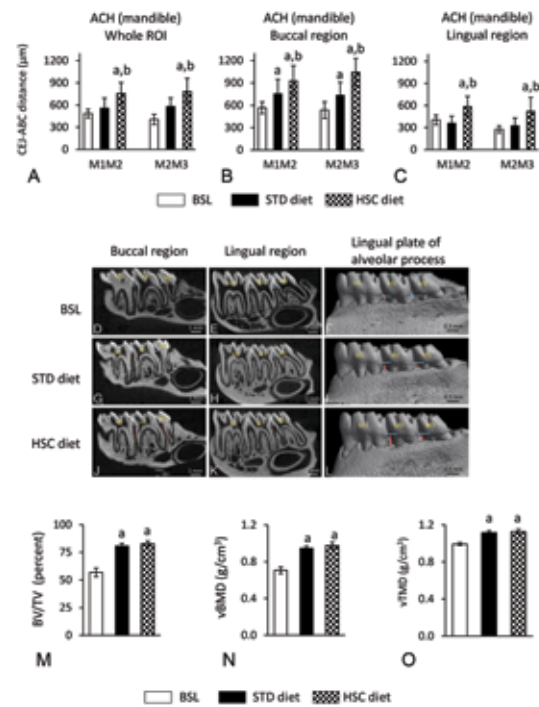 ACH (mandible)
Whole ROI
ACH (mandible)
Buccal region
ACH (mandible)
Lingual region
CEJ-ABC distance (µm)
1200
900
600
300
a,b
a,b
M1M2
M2M3
A
1200
900
600
300
a
a,b
a
a,b
M1M2
M2M3
B
1200
900
600
300
a,b
a,b
M1M2
M2M3
C
BSL
STD diet
HSC diet
Buccal region
Lingual region
Lingual plate of
alveolar process
BSL
D
E
STD diet
G
H
HSC diet
J
K
L
BV/TV (percent)
100
75
50
25
0
a
a
M
vBMD (g/cm³)
1.2
0.8
0.4
0.0
a
a
N
vTMD (g/cm³)
1.2
0.9
0.6
0.3
0.0
a
a
O
BSL
STD diet
HSC diet